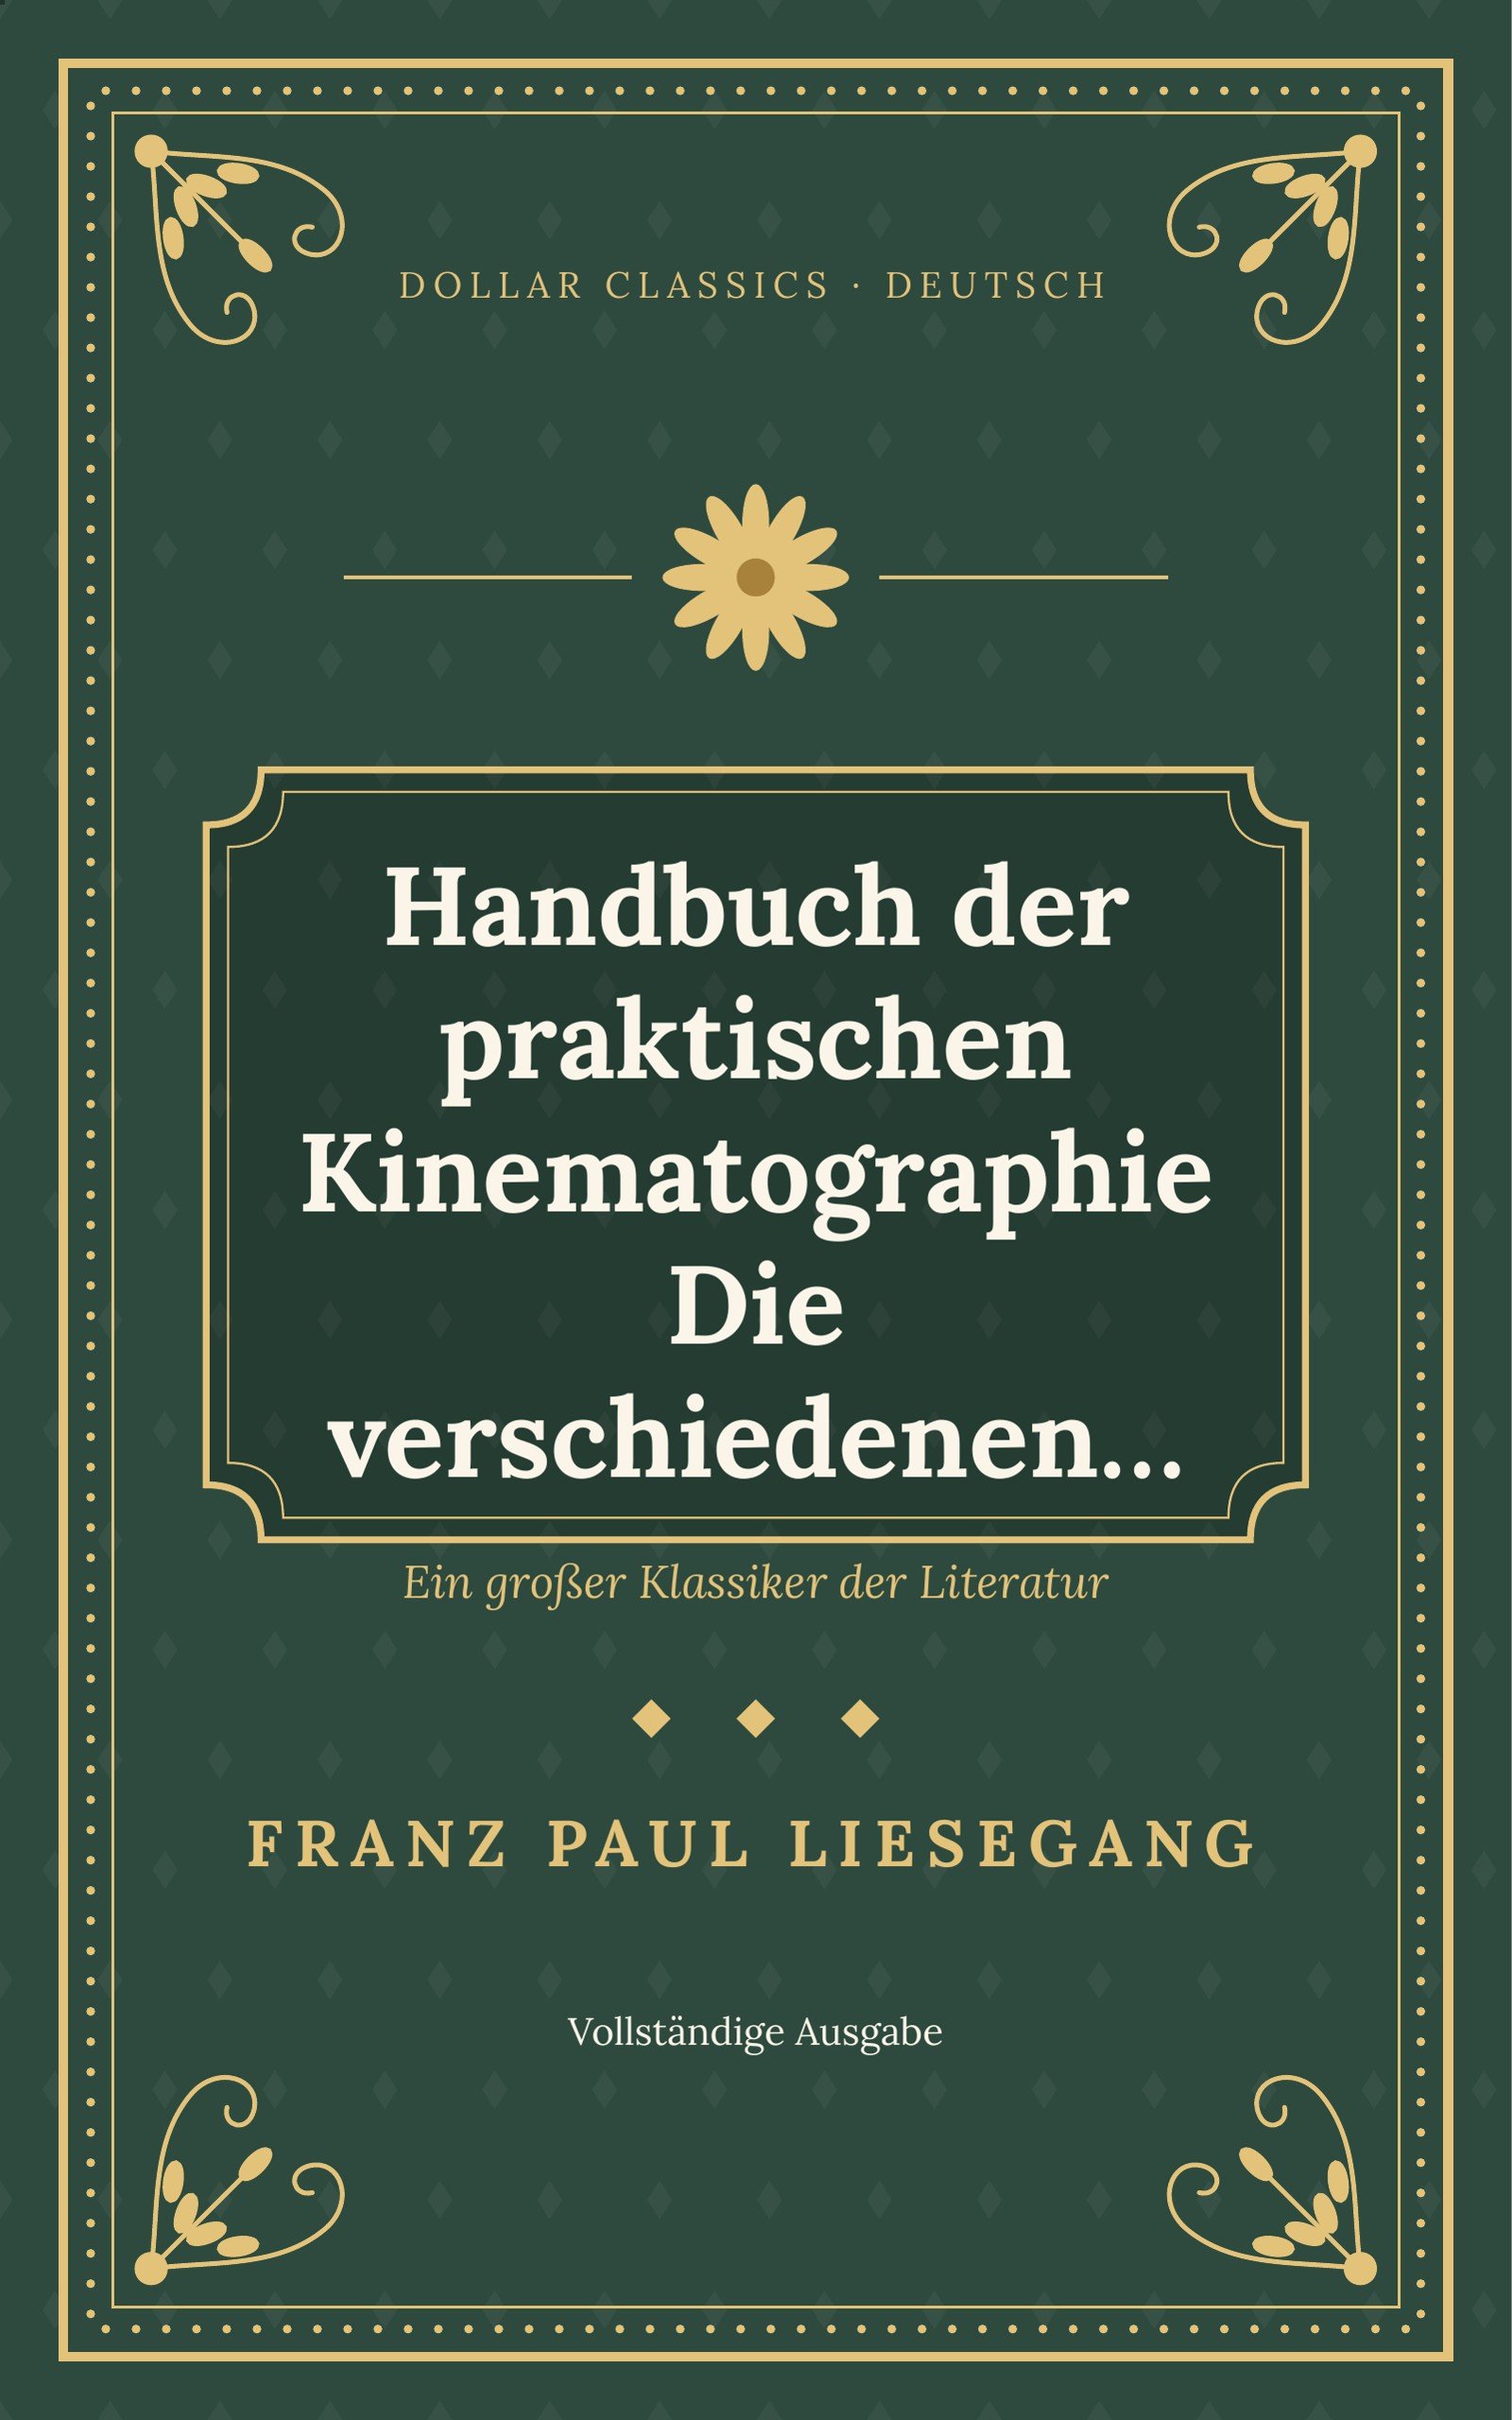 DOLLAR CLASSICS · DEUTSCH
Handbuch der
praktischen
Kinematographie
Die
verschiedenen...
Ein großer Klassiker der Literatur
FRANZ PAUL LIESEGANG
Vollständige Ausgabe